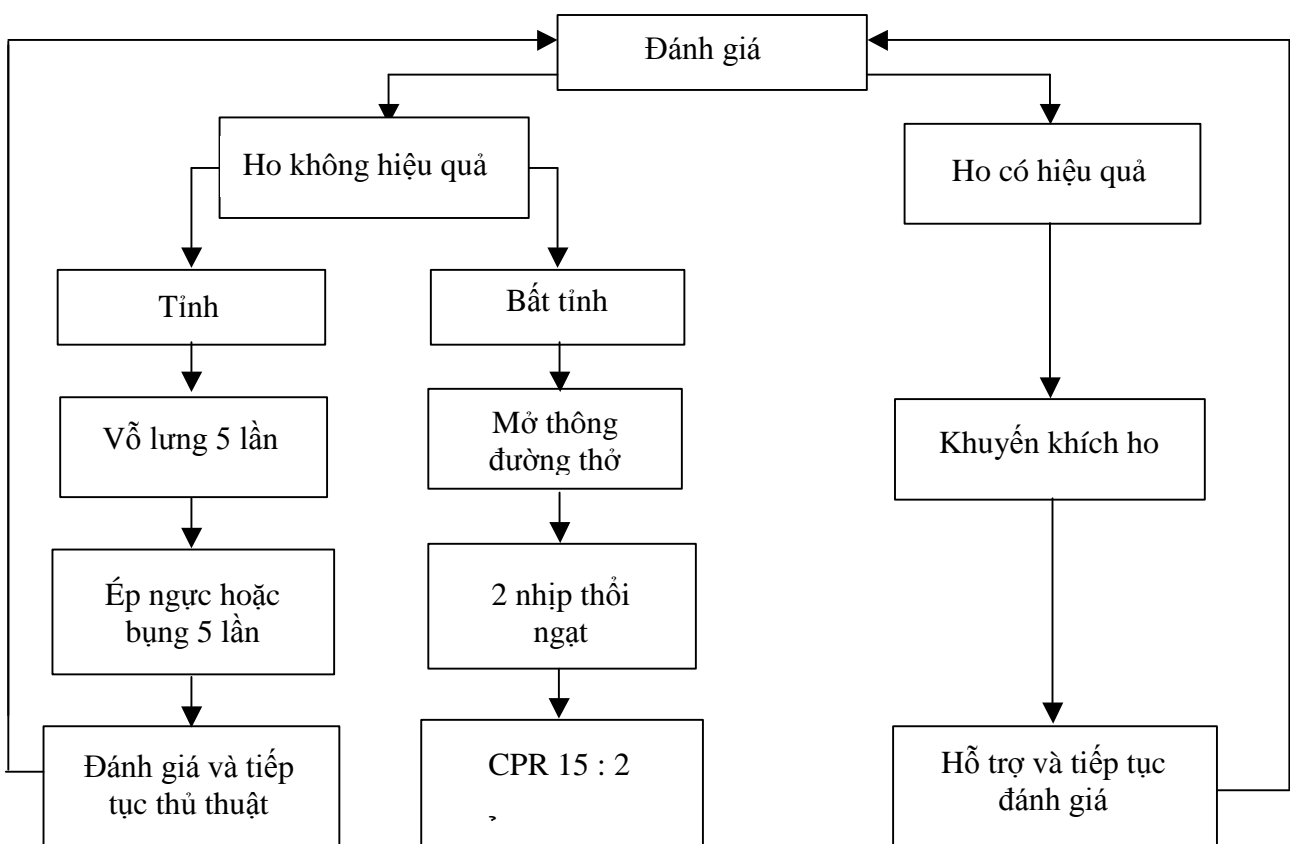 Đánh giá
Ho không hiệu quả
Ho có hiệu quả
Tỉnh
Bất tỉnh
Vỗ lưng 5 lần
Mở thông
đường thở
Khuyến khích ho
Ép ngực hoặc
bụng 5 lần
2 nhịp thổi
ngạt
Đánh giá và tiếp
tục thủ thuật
CPR 15 : 2
Hỗ trợ và tiếp tục
đánh giá